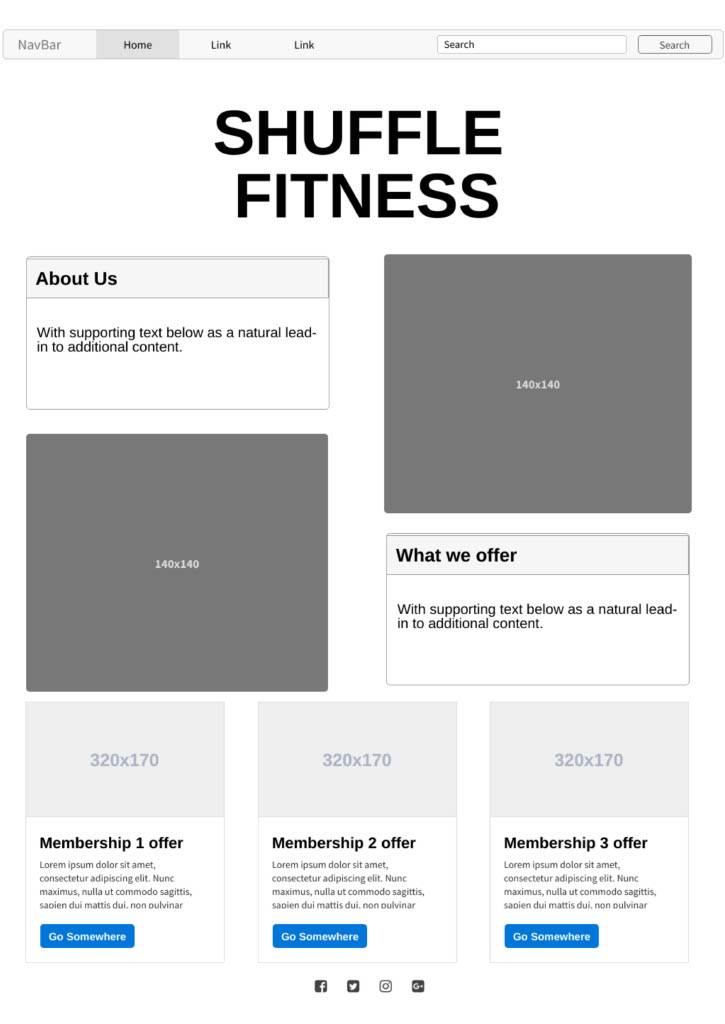 NavBar Home Link Link Search Search
SHUFFLE
FITNESS
About Us
With supporting text below as a natural lead-
in to additional content.
140x140
140x140
What we offer
With supporting text below as a natural lead-
in to additional content.
320x170
Membership 1 offer
Lorem ipsum dolor sit amet,
consectetur adipiscing elit. Nunc
maximus, nulla ut commodo sagittis,
sapien dui mattis dui, non pulvinar
Go Somewhere
320x170
Membership 2 offer
Lorem ipsum dolor sit amet,
consectetur adipiscing elit. Nunc
maximus, nulla ut commodo sagittis,
sapien dui mattis dui, non pulvinar
Go Somewhere
320x170
Membership 3 offer
Lorem ipsum dolor sit amet,
consectetur adipiscing elit. Nunc
maximus, nulla ut commodo sagittis,
sapien dui mattis dui, non pulvinar
Go Somewhere